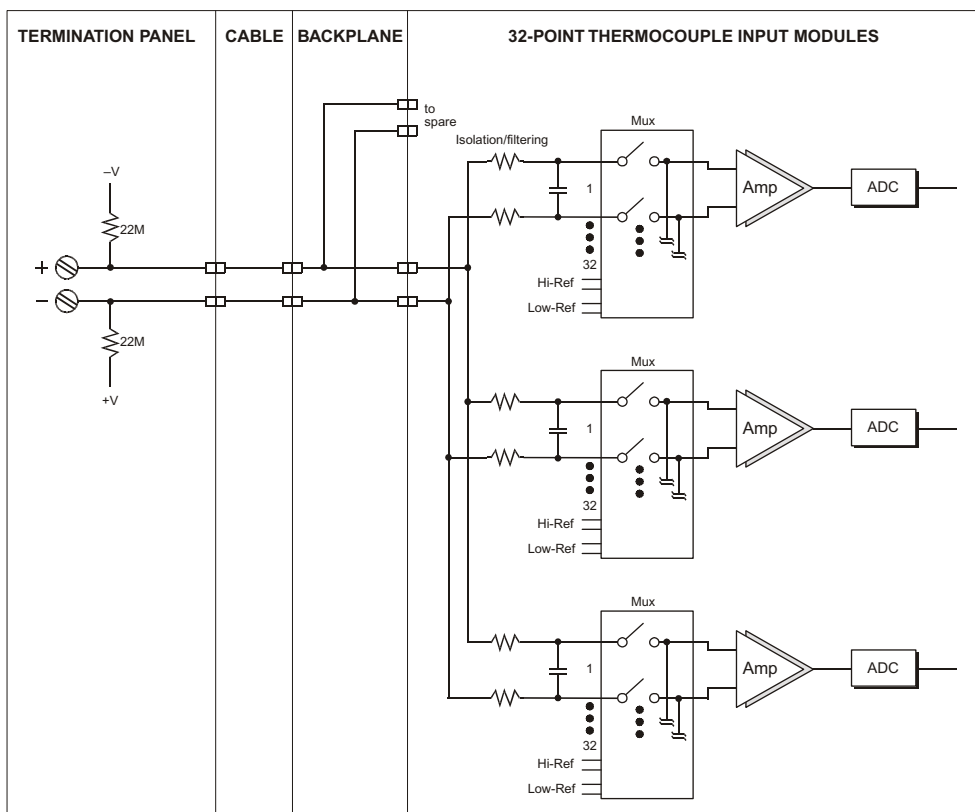 TERMINATION PANEL
CABLE
BACKPLANE
32-POINT THERMOCOUPLE INPUT MODULES
to
spare
Mux
Isolation/filtering
1
Amp
ADC
–V
22M
+
32
Hi-Ref
–
Low-Ref
22M
+V
Mux
1
Amp
ADC
32
Hi-Ref
Low-Ref
Mux
1
Amp
ADC
32
Hi-Ref
Low-Ref